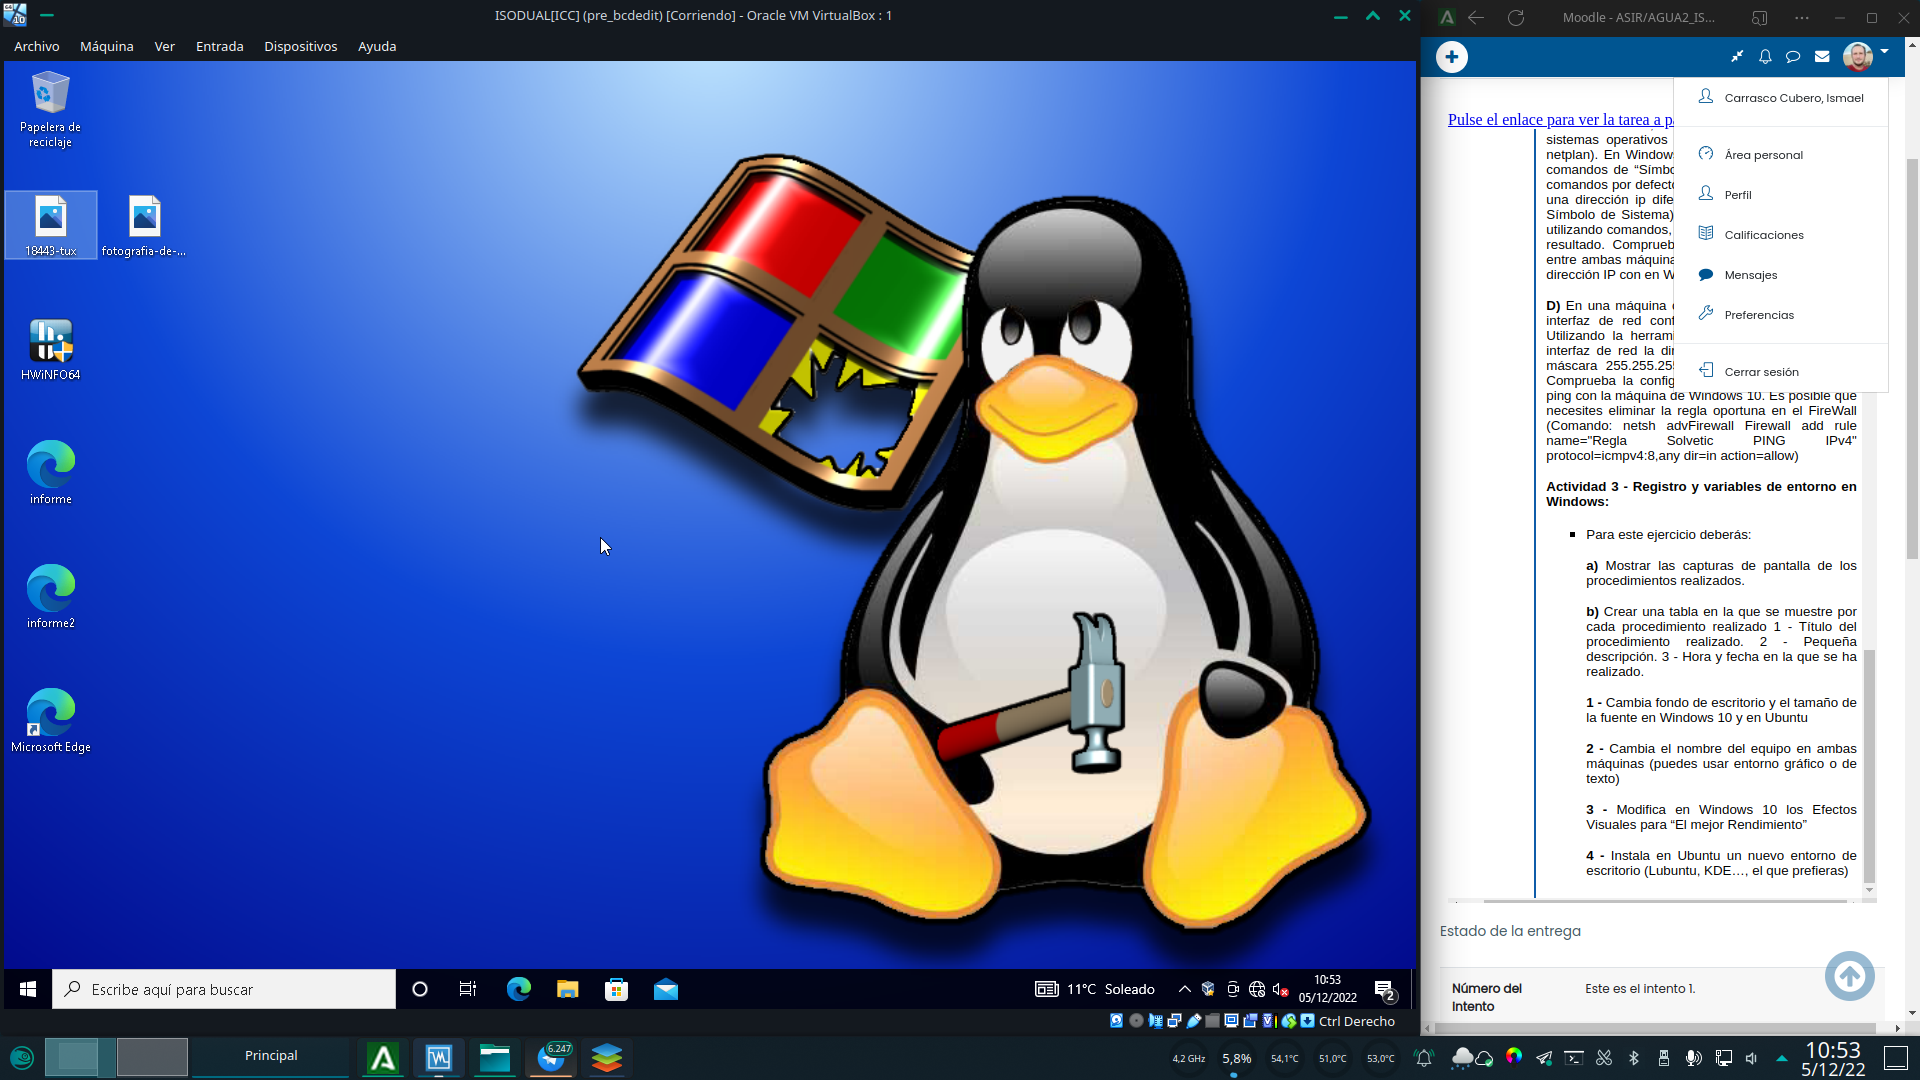 ISODUAL[ICC] (pre_bcdedit) [Corriendo] - Oracle VM VirtualBox : 1
Archivo Máquina Ver Entrada Dispositivos Ayuda
Papelera de
reciclaje
18443-tux
fotografia-de-...
HWiNFO64
informe
informe2
Microsoft Edge
Escribe aquí para buscar
11°C Soleado
10:53
05/12/2022
2
Ctrl Derecho
Moodle - ASIR/AGUA2_IS...
Carrasco Cubero, Ismael
Área personal
Perfil
Calificaciones
Mensajes
Preferencias
Cerrar sesión
Pulse el enlace para ver la tarea a
sistemas operativos
netplan). En
comandos de
comandos por
una dirección ip
Símbolo de Sistema)
utilizando comandos,
resultado.
entre ambas
dirección IP con en
D) En una máquina
interfaz de red
Utilizando la
interfaz de red la
máscara
Comprueba la
ping con la máquina de Windows 10. Es posible que
necesites eliminar la regla oportuna en el FireWall
(Comando: netsh advFirewall Firewall add rule
name="Regla Solvetic PING IPv4"
protocol=icmpv4:8,any dir=in action=allow)
Actividad 3 - Registro y variables de entorno en
Windows:
▪ Para este ejercicio deberás:
a) Mostrar las capturas de pantalla de los
procedimientos realizados.
b) Crear una tabla en la que se muestre por
cada procedimiento realizado 1 - Título del
procedimiento realizado. 2 - Pequeña
descripción. 3 - Hora y fecha en la que se ha
realizado.
1 - Cambia fondo de escritorio y el tamaño de
la fuente en Windows 10 y en Ubuntu
2 - Cambia el nombre del equipo en ambas
máquinas (puedes usar entorno gráfico o de
texto)
3 - Modifica en Windows 10 los Efectos
Visuales para “El mejor Rendimiento”
4 - Instala en Ubuntu un nuevo entorno de
escritorio (Lubuntu, KDE…, el que prefieras)
Estado de la entrega
Número del
Intento
Este es el intento 1.
Principal
6.247
4,2 GHz
5,8%
54,1°C
51,0°C
53,0°C
10:53
5/12/22